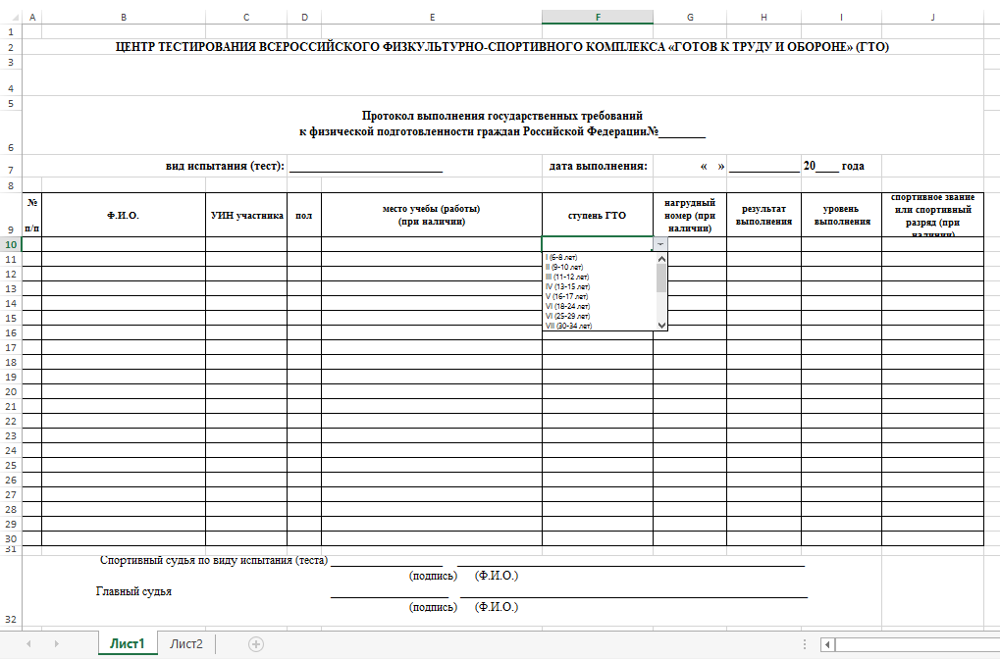 A B C D E F G H I J
1
2 ЦЕНТР ТЕСТИРОВАНИЯ ВСЕРОССИЙСКОГО ФИЗКУЛЬТУРНО-СПОРТИВНОГО КОМПЛЕКСА «ГОТОВ К ТРУДУ И ОБОРОНЕ» (ГТО)
3
4
5
Протокол выполнения государственных требований
к физической подготовленности граждан Российской Федерации№________
6
7 вид испытания (тест): __________________________ дата выполнения: « » ____________ 20____ года
8
9
№
п/п
Ф.И.О.
УИН участника
пол
место учебы (работы)
(при наличии)
ступень ГТО
нагрудный
номер (при
наличии)
результат
выполнения
уровень
выполнения
спортивное звание
или спортивный
разряд (при
наличии)
10
I (6-8 лет)
II (9-10 лет)
III (11-12 лет)
IV (13-15 лет)
V (16-17 лет)
VI (18-24 лет)
VI (25-29 лет)
VII (30-34 лет)
11
12
13
14
15
16
17
18
19
20
21
22
23
24
25
26
27
28
29
30
31
Спортивный судья по виду испытания (теста)
(подпись) (Ф.И.О.)
Главный судья
(подпись) (Ф.И.О.)
32
Лист1 Лист2